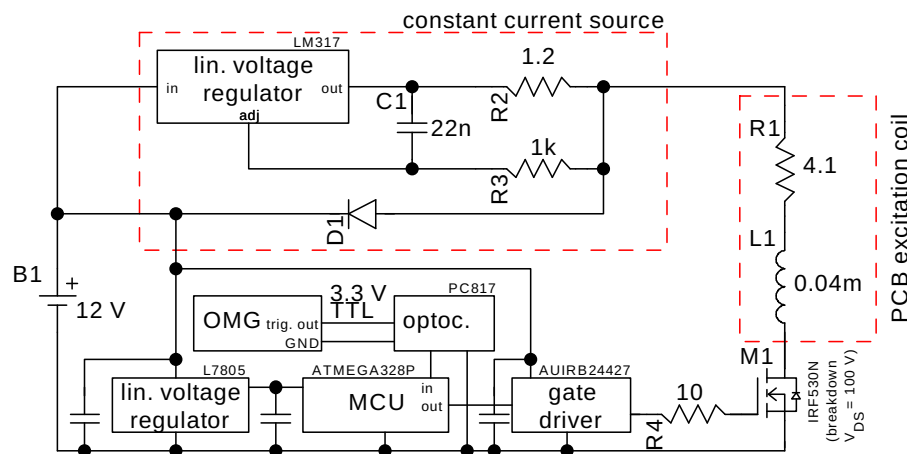 constant current source
LM317
lin. voltage
regulator
in
out
adj
C1
22n
1.2
R2
1k
R3
D1
R1
4.1
L1
0.04m
PCB excitation coil
B1
+
12 V
3.3 V
TTL
OMG
trig. out
GND
PC817
optoc.
L7805
lin. voltage
regulator
ATMEGA328P
MCU
in
out
AUIRB24427
gate
driver
10
R4
M1
IRF530N
(breakdown
VDS = 100 V)